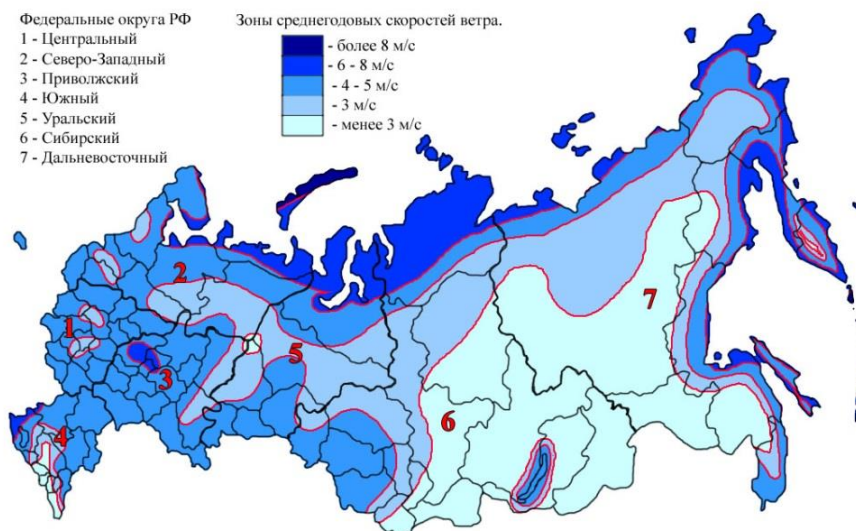 Федеральные округа РФ
1 - Центральный
2 - Северо-Западный
3 - Приволжский
4 - Южный
5 - Уральский
6 - Сибирский
7 - Дальневосточный
Зоны среднегодовых скоростей ветра.
- более 8 м/с
- 6 - 8 м/с
- 4 - 5 м/с
- 3 м/с
- менее 3 м/с
2
7
1
5
3
6
4